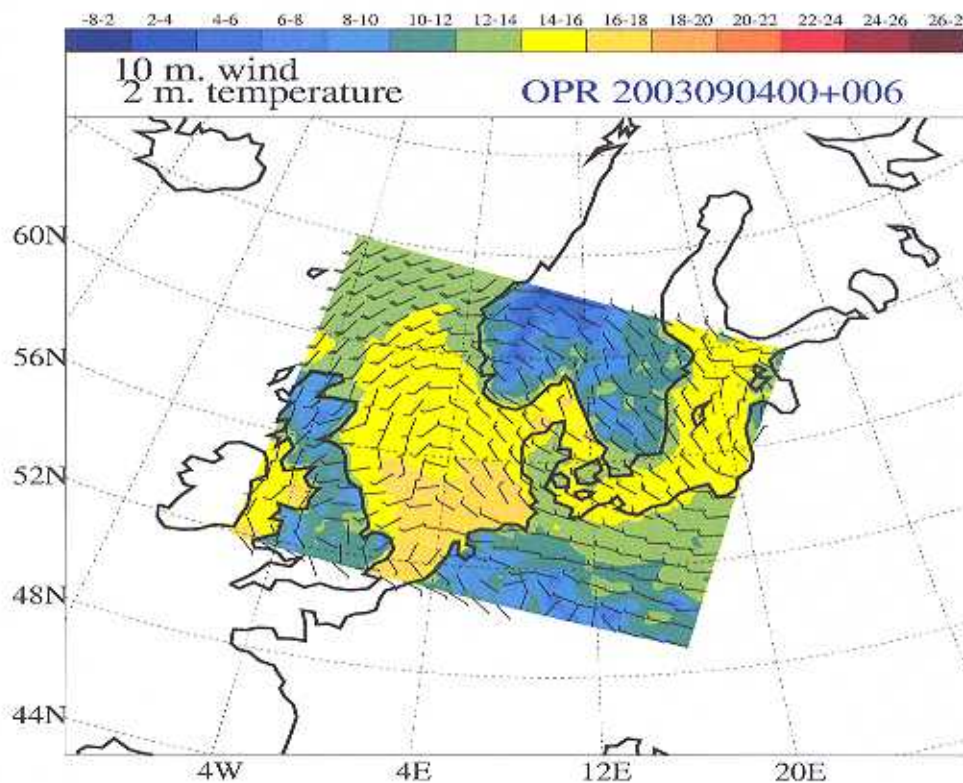 -8-2 2-4 4-6 6-8 8-10 10-12 12-14 14-16 16-18 18-20 20-22 22-24 24-26 26-2
10 m. wind
2 m. temperature OPR 2003090400+006
60N
56N
52N
48N
44N
4W 4E 12E 20E